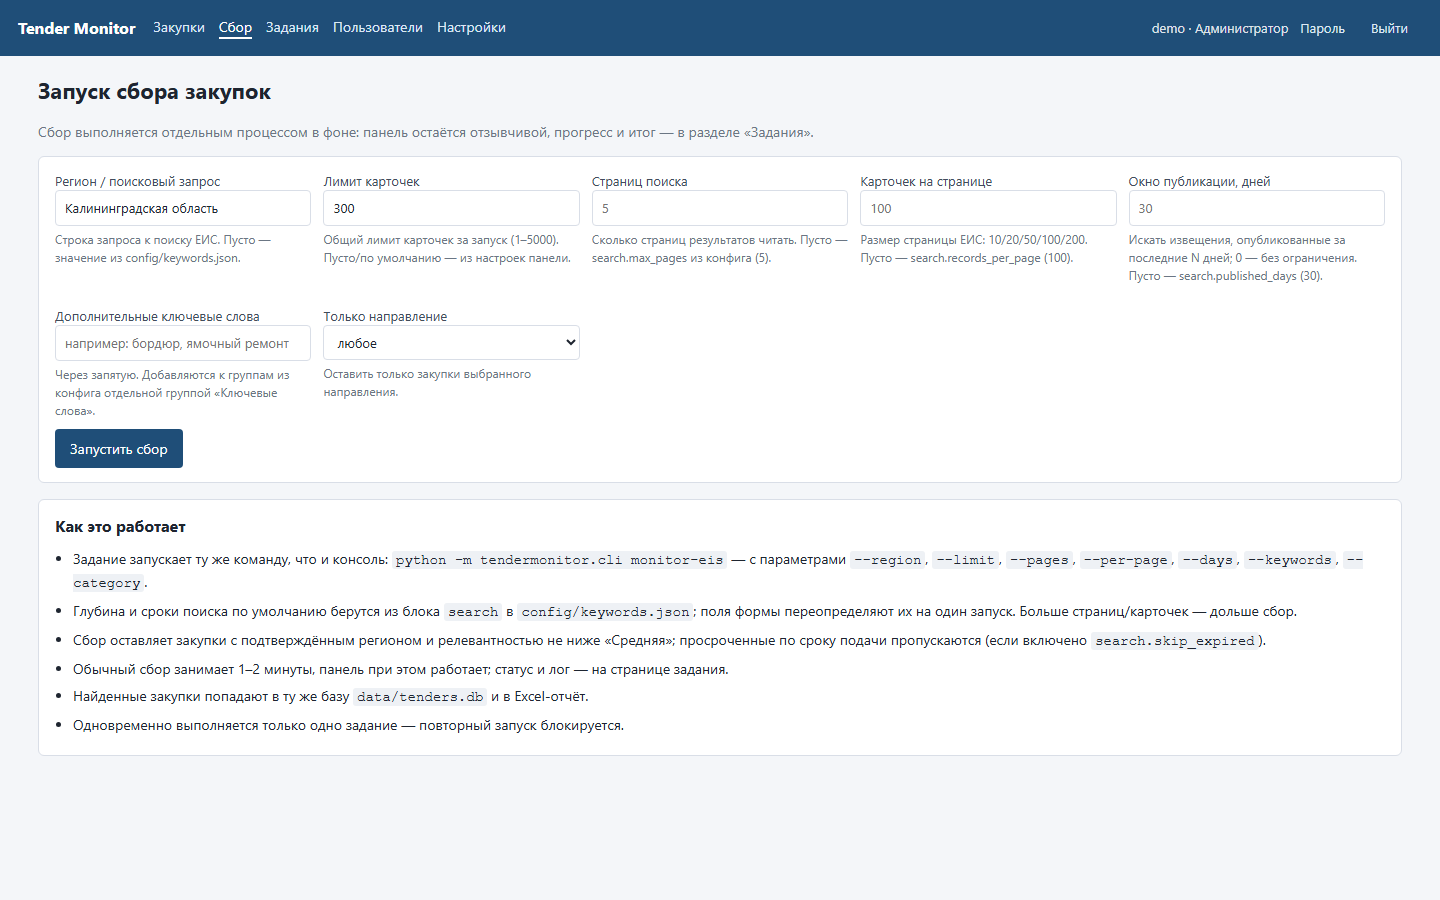 Tender Monitor Закупки Сбор Задания Пользователи Настройки demo · Администратор Пароль Выйти
Запуск сбора закупок
Сбор выполняется отдельным процессом в фоне: панель остаётся отзывчивой, прогресс и итог — в разделе «Задания».
Регион / поисковый запрос
Калининградская область
Строка запроса к поиску ЕИС. Пусто —
значение из config/keywords.json.
Лимит карточек
300
Общий лимит карточек за запуск (1–5000).
Пусто/по умолчанию — из настроек панели.
Страниц поиска
5
Сколько страниц результатов читать. Пусто —
search.max_pages из конфига (5).
Карточек на странице
100
Размер страницы ЕИС: 10/20/50/100/200.
Пусто — search.records_per_page (100).
Окно публикации, дней
30
Искать извещения, опубликованные за
последние N дней; 0 — без ограничения.
Пусто — search.published_days (30).
Дополнительные ключевые слова
например: бордюр, ямочный ремонт
Через запятую. Добавляются к группам из
конфига отдельной группой «Ключевые
слова».
Только направление
любое
Оставить только закупки выбранного
направления.
Запустить сбор
Как это работает
• Задание запускает ту же команду, что и консоль: python -m tendermonitor.cli monitor-eis — с параметрами --region, --limit, --pages, --per-page, --days, --keywords, --
category.
• Глубина и сроки поиска по умолчанию берутся из блока search в config/keywords.json; поля формы переопределяют их на один запуск. Больше страниц/карточек — дольше сбор.
• Сбор оставляет закупки с подтверждённым регионом и релевантностью не ниже «Средняя»; просроченные по сроку подачи пропускаются (если включено search.skip_expired).
• Обычный сбор занимает 1–2 минуты, панель при этом работает; статус и лог — на странице задания.
• Найденные закупки попадают в ту же базу data/tenders.db и в Excel-отчёт.
• Одновременно выполняется только одно задание — повторный запуск блокируется.